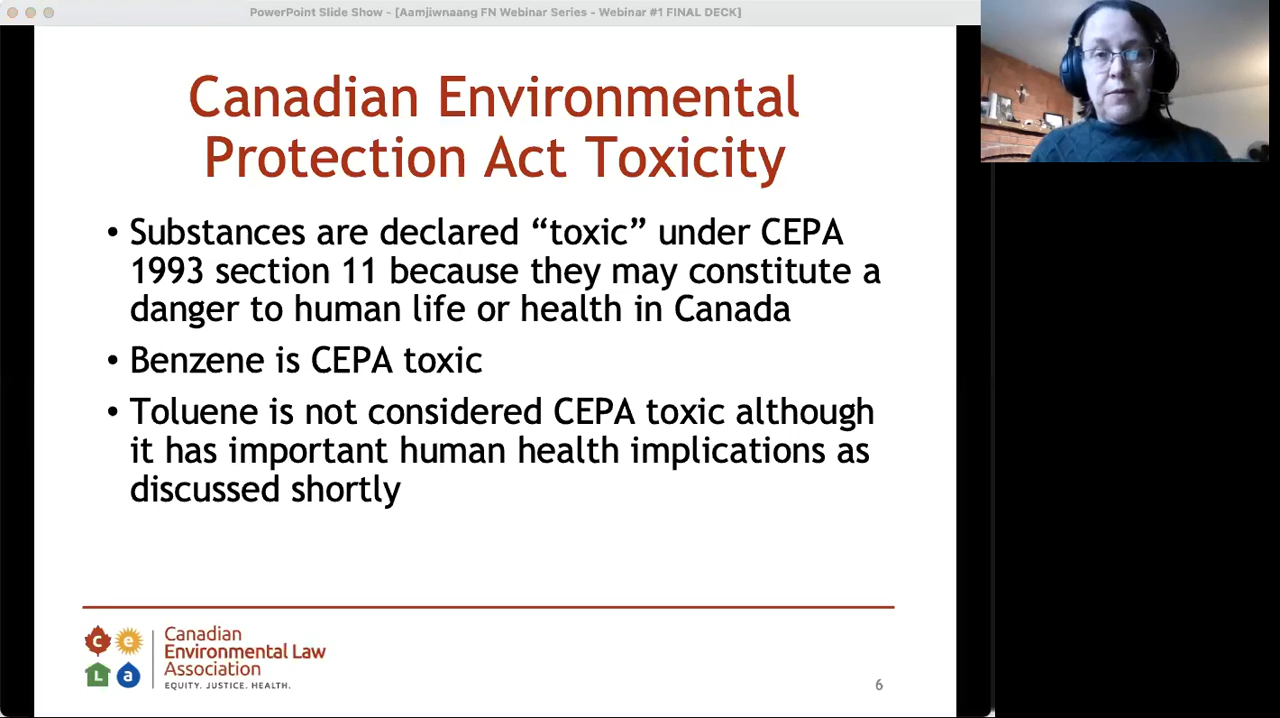 PowerPoint Slide Show - [Aamjiwnaang FN Webinar Series - Webinar #1 FINAL DECK]
Canadian Environmental
Protection Act Toxicity
• Substances are declared “toxic” under CEPA
1993 section 11 because they may constitute a
danger to human life or health in Canada
• Benzene is CEPA toxic
• Toluene is not considered CEPA toxic although
it has important human health implications as
discussed shortly
c e
L a
Canadian
Environmental Law
Association
EQUITY. JUSTICE. HEALTH.
6